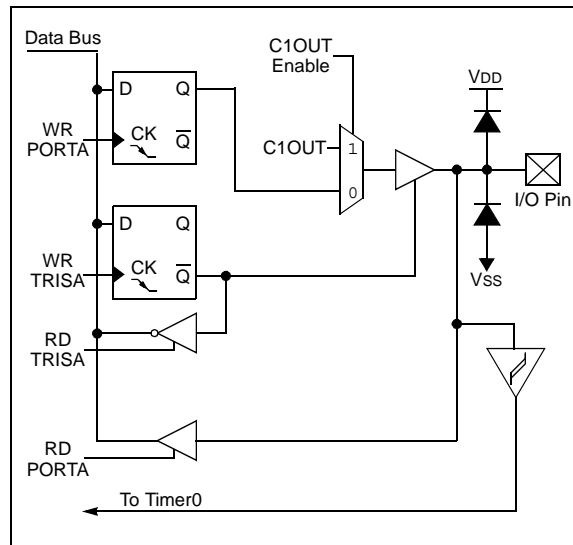 Data Bus
C1OUT
Enable
VDD
D Q
WR
PORTA
CK
Q
C1OUT
1
0
I/O Pin
D Q
WR
TRISA
CK
Q
VSS
RD
TRISA
RD
PORTA
To Timer0